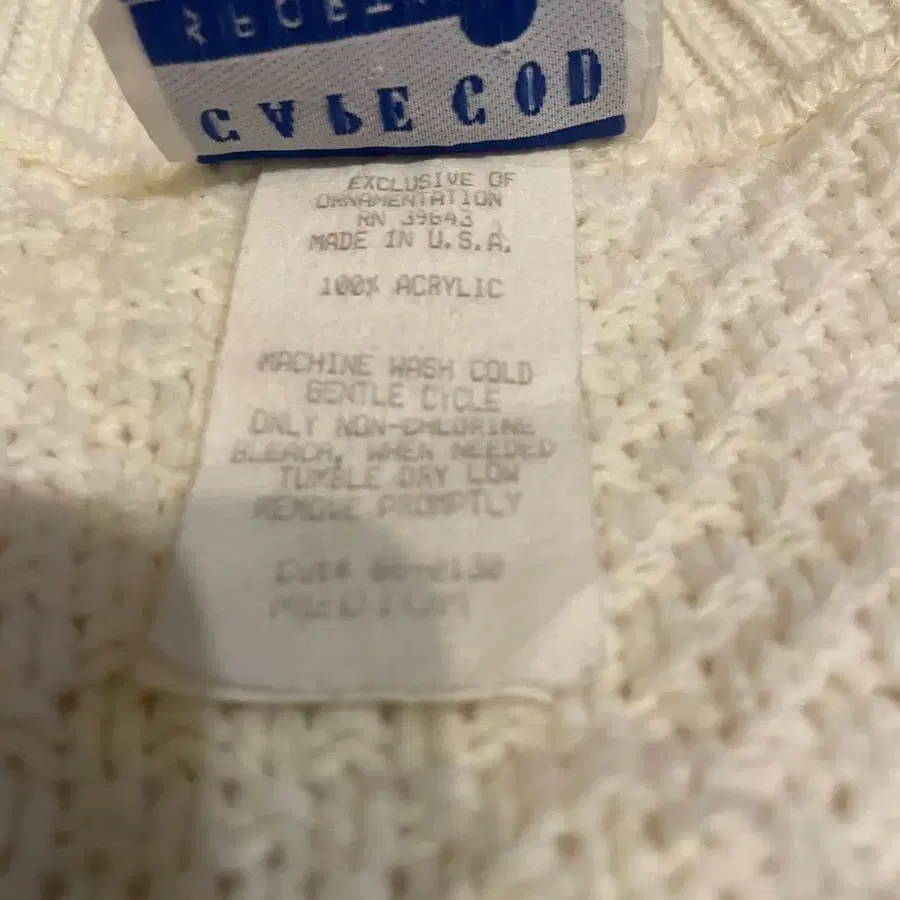 CAPE COD
EXCLUSIVE OF
ORNAMENTATION
RN 39643
MADE IN U.S.A.
100% ACRYLIC
MACHINE WASH COLD
GENTLE CYCLE
ONLY NON-CHLORINE
BLEACH, WHEN NEEDED
TUMBLE DRY LOW
REMOVE PROMPTLY
MEDIUM